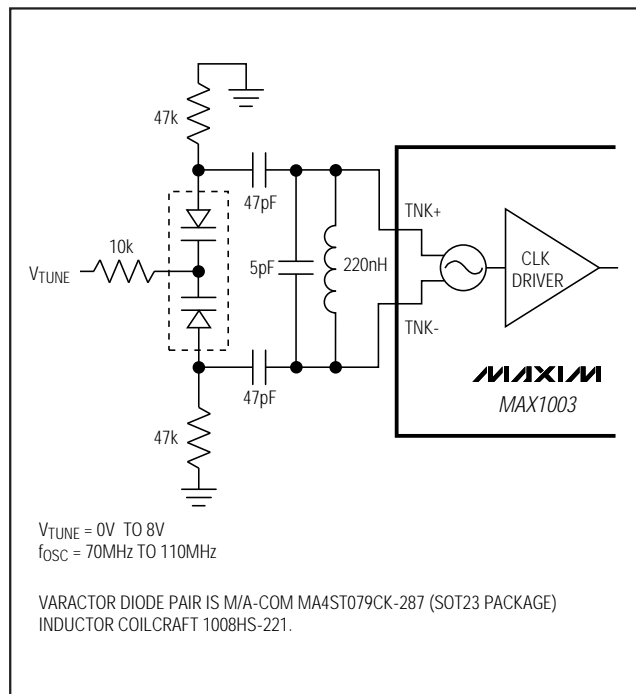 47k
47pF
TNK+
10k
VTUNE
5pF
220nH
CLK
DRIVER
TNK-
MAXIM
MAX1003
47pF
47k
VTUNE = 0V TO 8V
fOSC = 70MHz TO 110MHz
VARACTOR DIODE PAIR IS M/A-COM MA4ST079CK-287 (SOT23 PACKAGE)
INDUCTOR COILCRAFT 1008HS-221.